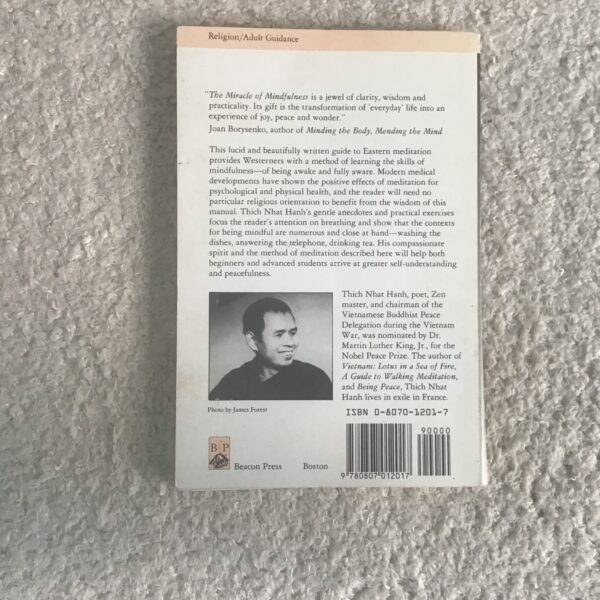 Religion/Adult Guidance
"The Miracle of Mindfulness is a jewel of clarity, wisdom and
practicality. Its gift is the transformation of 'everyday' life into an
experience of joy, peace and wonder."
Joan Borysenko, author of Minding the Body, Mending the Mind
This lucid and beautifully written guide to Eastern meditation
provides Westerners with a method of learning the skills of
mindfulness—of being awake and fully aware. Modern medical
developments have shown the positive effects of meditation for
psychological and physical health, and the reader will need no
particular religious orientation to benefit from the wisdom of this
manual. Thich Nhat Hanh's gentle anecdotes and practical exercises
focus the reader's attention on breathing and show that the contexts
for being mindful are numerous and close at hand—washing the
dishes, answering the telephone, drinking tea. His compassionate
spirit and the method of meditation described here will help both
beginners and advanced students arrive at greater self-understanding
and peacefulness.
Thich Nhat Hanh, poet, Zen
master, and chairman of the
Vietnamese Buddhist Peace
Delegation during the Vietnam
War, was nominated by Dr.
Martin Luther King, Jr., for the
Nobel Peace Prize. The author of
Vietnam: Lotus in a Sea of Fire,
A Guide to Walking Meditation,
and Being Peace, Thich Nhat
Hanh lives in exile in France.
Photo by James Forest
ISBN 0-8070-1201-7
90000
B P
Beacon Press Boston
9 780807 012017